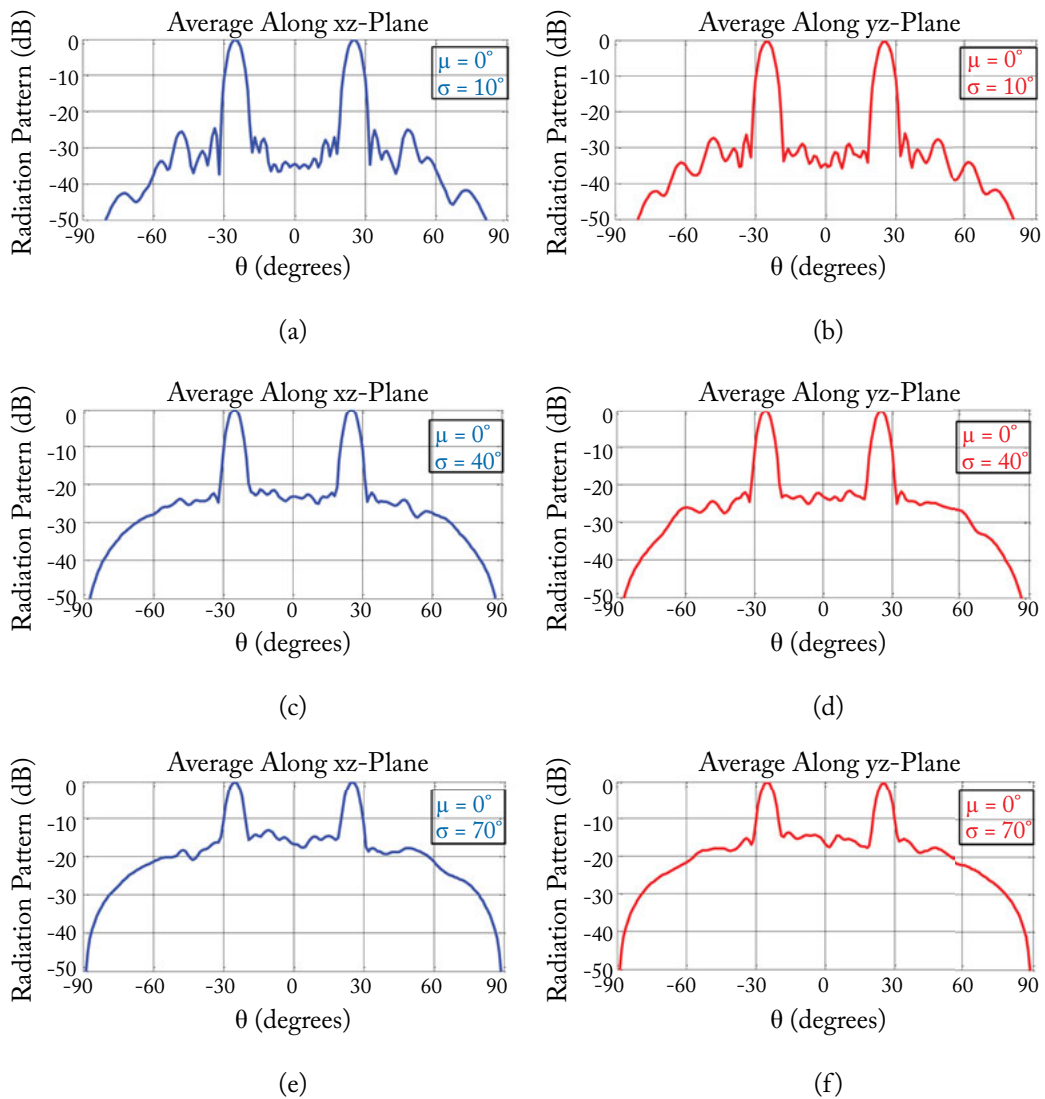 Average Along xz-Plane
Radiation Pattern (dB)
0
-10
-20
-30
-40
-50
μ = 0°
σ = 10°
-90 -60 -30 0 30 60 90
θ (degrees)
(a)
Average Along yz-Plane
Radiation Pattern (dB)
0
-10
-20
-30
-40
-50
μ = 0°
σ = 10°
-90 -60 -30 0 30 60 90
θ (degrees)
(b)
Average Along xz-Plane
Radiation Pattern (dB)
0
-10
-20
-30
-40
-50
μ = 0°
σ = 40°
-90 -60 -30 0 30 60 90
θ (degrees)
(c)
Average Along yz-Plane
Radiation Pattern (dB)
0
-10
-20
-30
-40
-50
μ = 0°
σ = 40°
-90 -60 -30 0 30 60 90
θ (degrees)
(d)
Average Along xz-Plane
Radiation Pattern (dB)
0
-10
-20
-30
-40
-50
μ = 0°
σ = 70°
-90 -60 -30 0 30 60 90
θ (degrees)
(e)
Average Along yz-Plane
Radiation Pattern (dB)
0
-10
-20
-30
-40
-50
μ = 0°
σ = 70°
-90 -60 -30 0 30 60 90
θ (degrees)
(f)